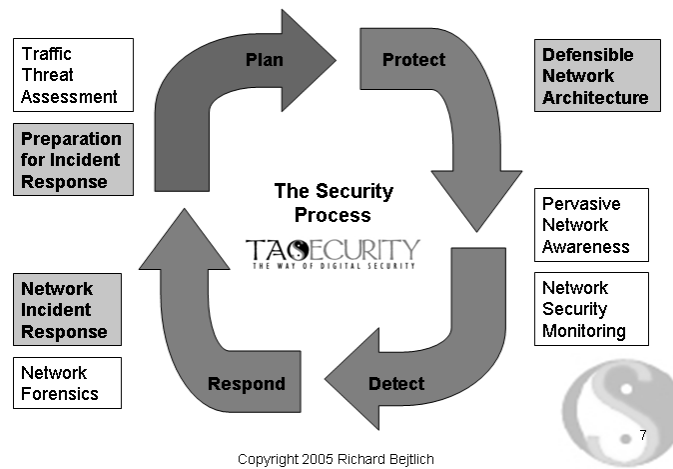 Traffic
Threat
Assessment
Plan
Protect
Defensible
Network
Architecture
Preparation
for Incident
Response
The Security
Process
TAOSECURITY
THE WAY OF DIGITAL SECURITY
Pervasive
Network
Awareness
Network
Incident
Response
Network
Security
Monitoring
Network
Forensics
Respond
Detect
7
Copyright 2005 Richard Bejtlich